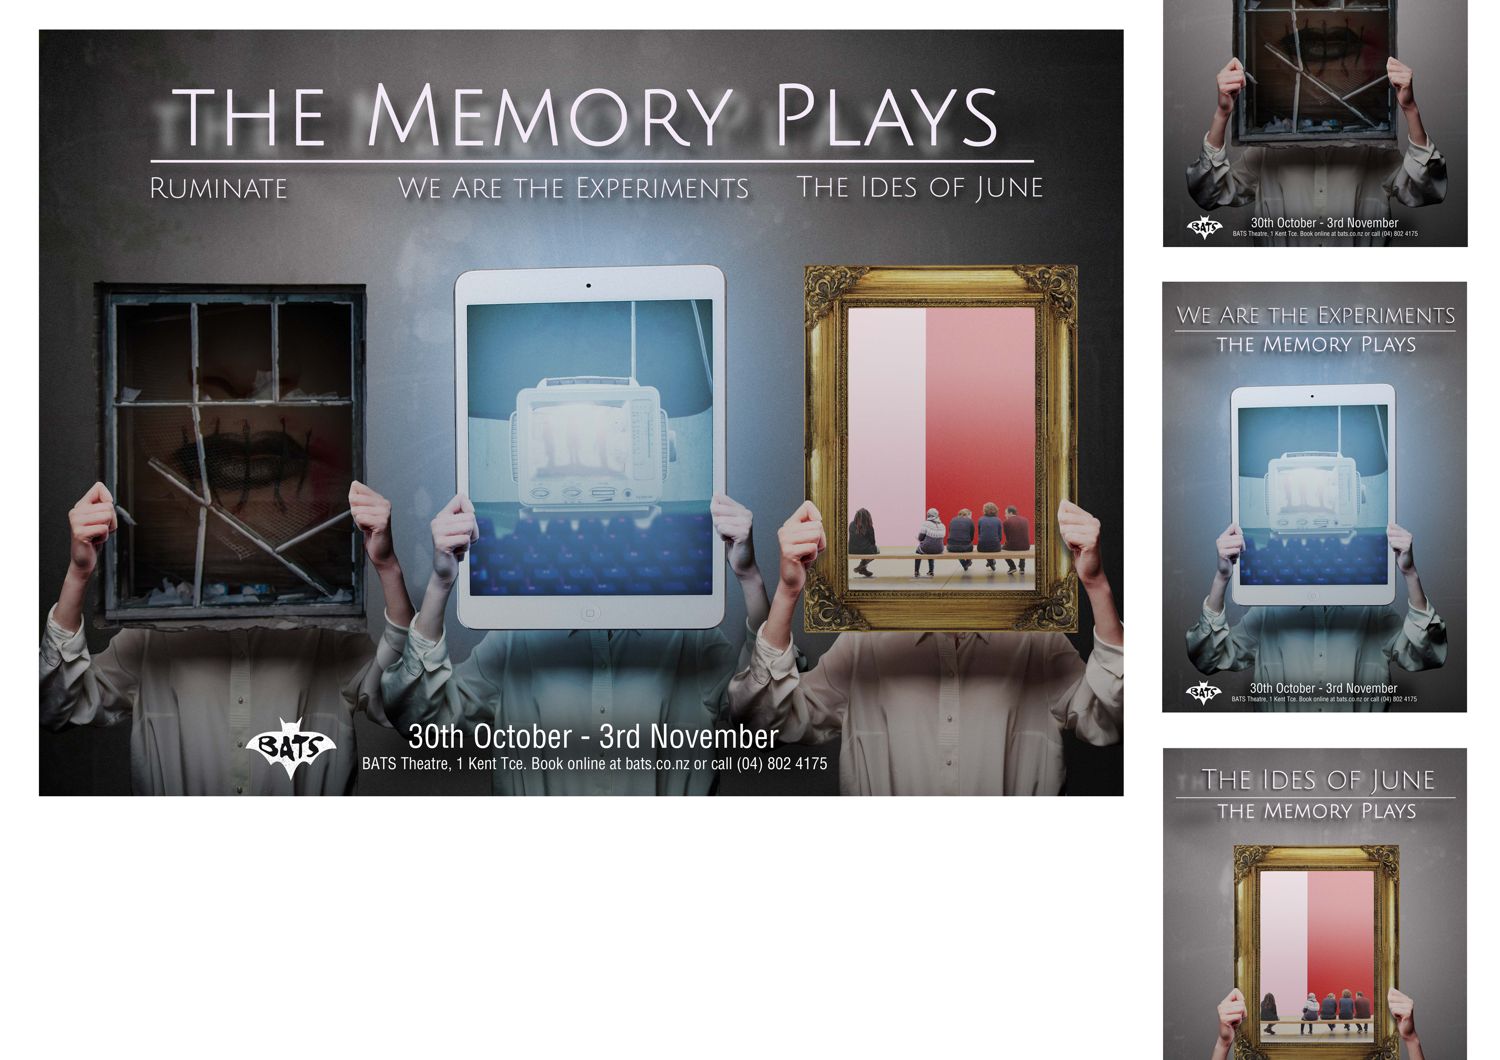 THE MEMORY PLAYS
RUMINATE
WE ARE THE EXPERIMENTS
THE IDES OF JUNE
BATS
30th October - 3rd November
BATS Theatre, 1 Kent Tce. Book online at bats.co.nz or call (04) 802 4175
BATS
30th October - 3rd November
BATS Theatre, 1 Kent Tce. Book online at bats.co.nz or call (04) 802 4175
WE ARE THE EXPERIMENTS
THE MEMORY PLAYS
BATS
30th October - 3rd November
BATS Theatre, 1 Kent Tce. Book online at bats.co.nz or call (04) 802 4175
THE IDES OF JUNE
THE MEMORY PLAYS